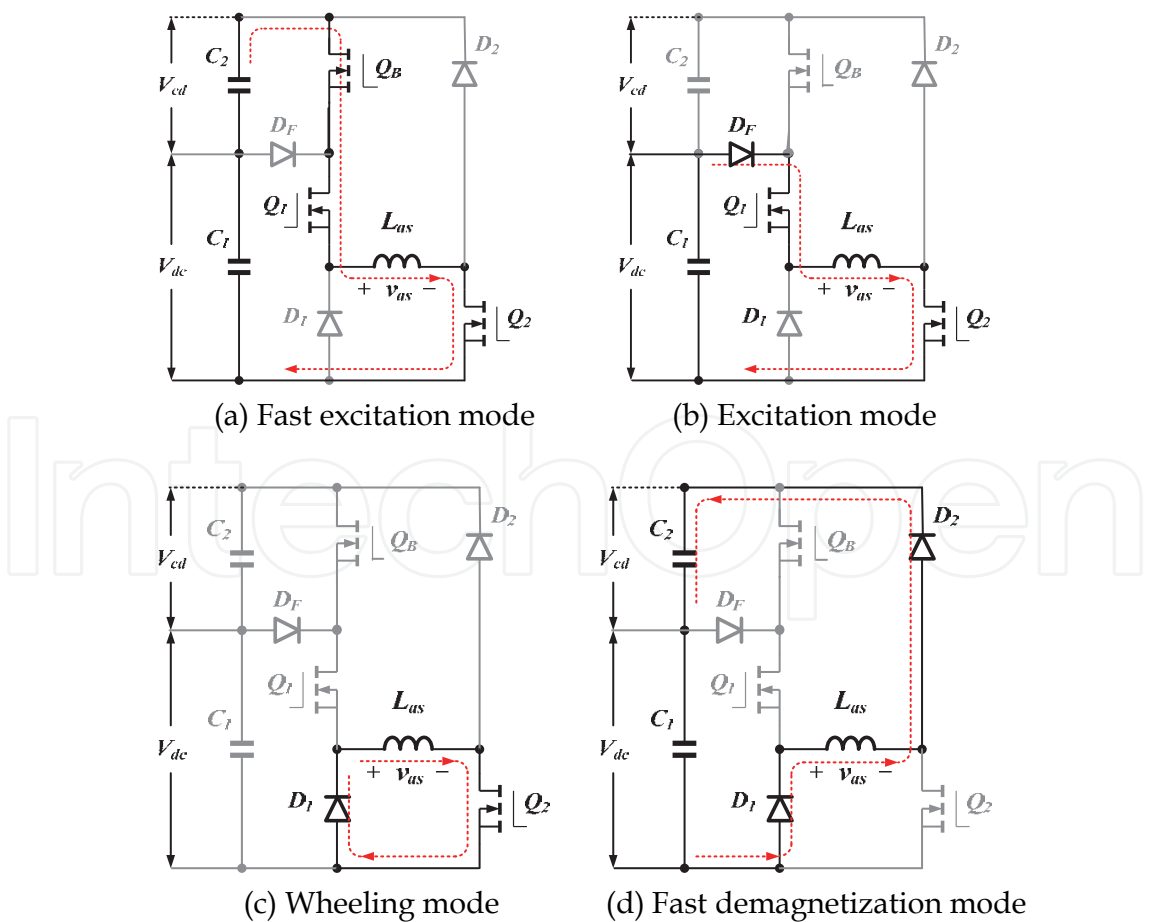 C2
Vcd
QB
D2
DF
Q1
Las
C1
Vdc
+ vas −
D1
Q2
(a) Fast excitation mode
C2
Vcd
QB
D2
DF
Q1
Las
C1
Vdc
+ vas −
D1
Q2
(b) Excitation mode
IntechOpen
C2
Vcd
QB
D2
DF
Q1
Las
C1
Vdc
+ vas −
D1
Q2
(c) Wheeling mode
C2
Vcd
QB
D2
DF
Q1
Las
C1
Vdc
+ vas −
D1
Q2
(d) Fast demagnetization mode